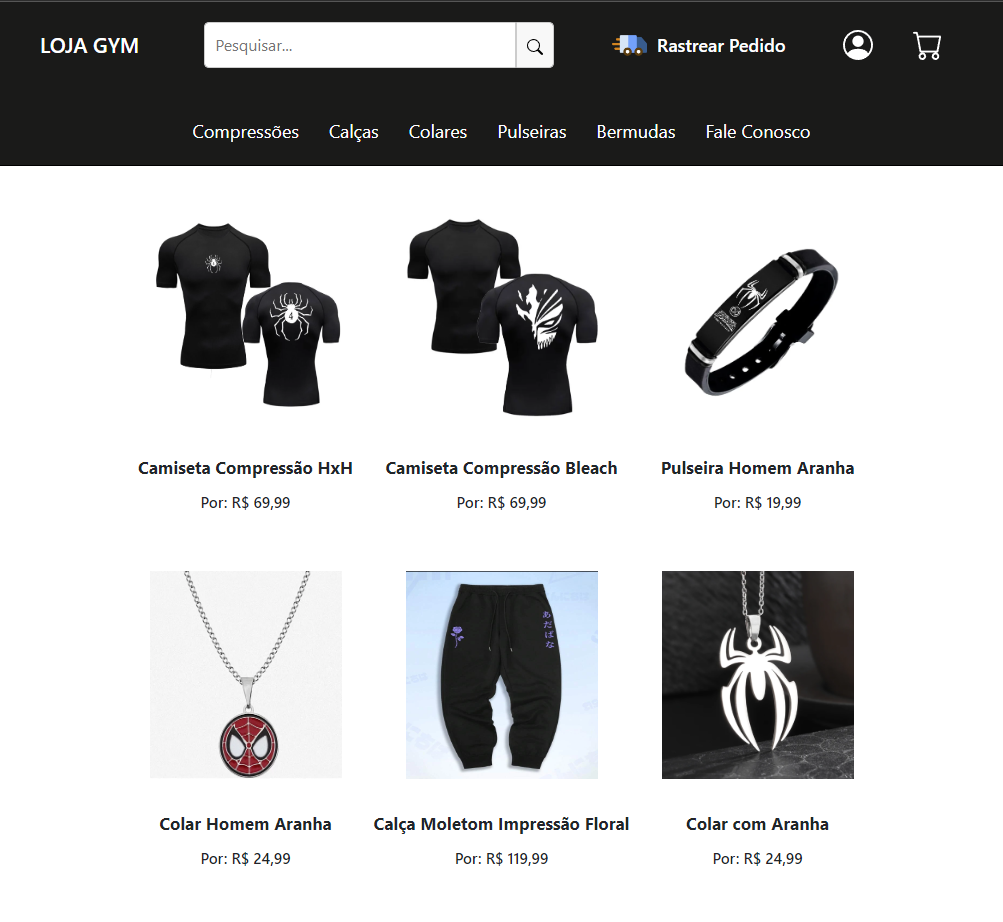 LOJA GYM
Pesquisar...
Rastrear Pedido
Compressões Calças Colares Pulseiras Bermudas Fale Conosco
4
Camiseta Compressão HxH
Camiseta Compressão Bleach
Pulseira Homem Aranha
Por: R$ 69,99
Por: R$ 69,99
Por: R$ 19,99
あだばな
Colar Homem Aranha
Calça Moletom Impressão Floral
Colar com Aranha
Por: R$ 24,99
Por: R$ 119,99
Por: R$ 24,99